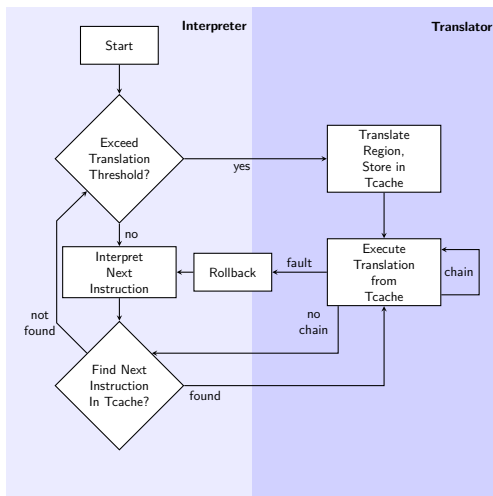 Interpreter
Translator
Start
Exceed
Translation
Threshold?
yes
Translate
Region,
Store in
Tcache
no
Interpret
Next
Instruction
Rollback
fault
Execute
Translation
from
Tcache
chain
not
found
no
chain
Find Next
Instruction
In Tcache?
found